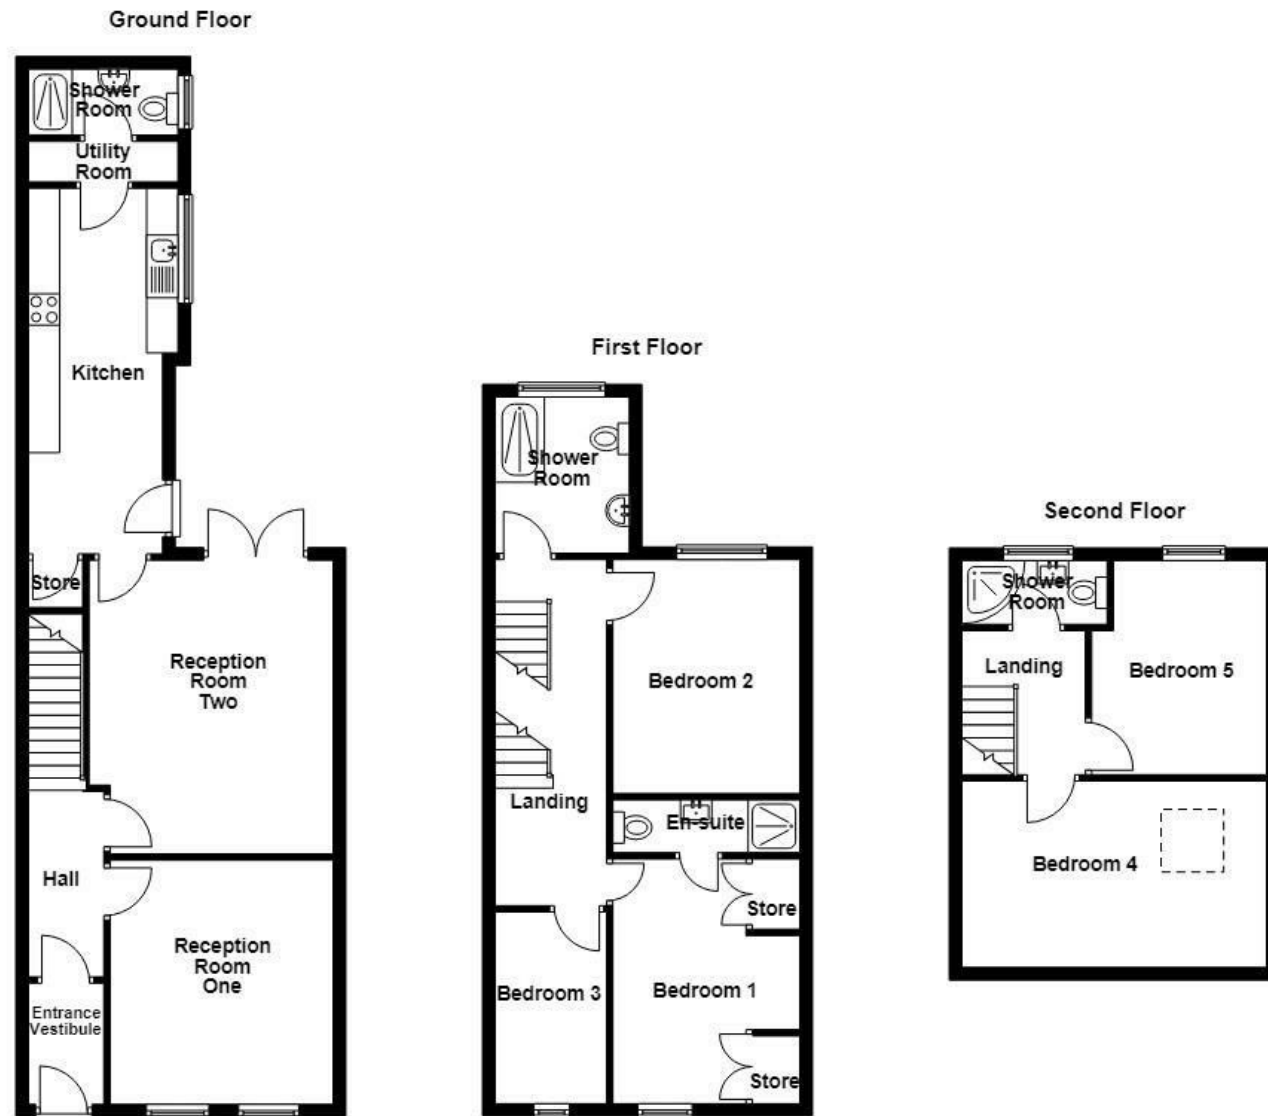 Ground Floor
Shower
Room
Utility
Room
Kitchen
Store
Reception
Room
Two
Hall
Reception
Room
One
Entrance
Vestibule
First Floor
Shower
Room
Bedroom 2
Landing
En-suite
Store
Bedroom 3
Bedroom 1
Store
Second Floor
Shower
Room
Landing
Bedroom 5
Bedroom 4